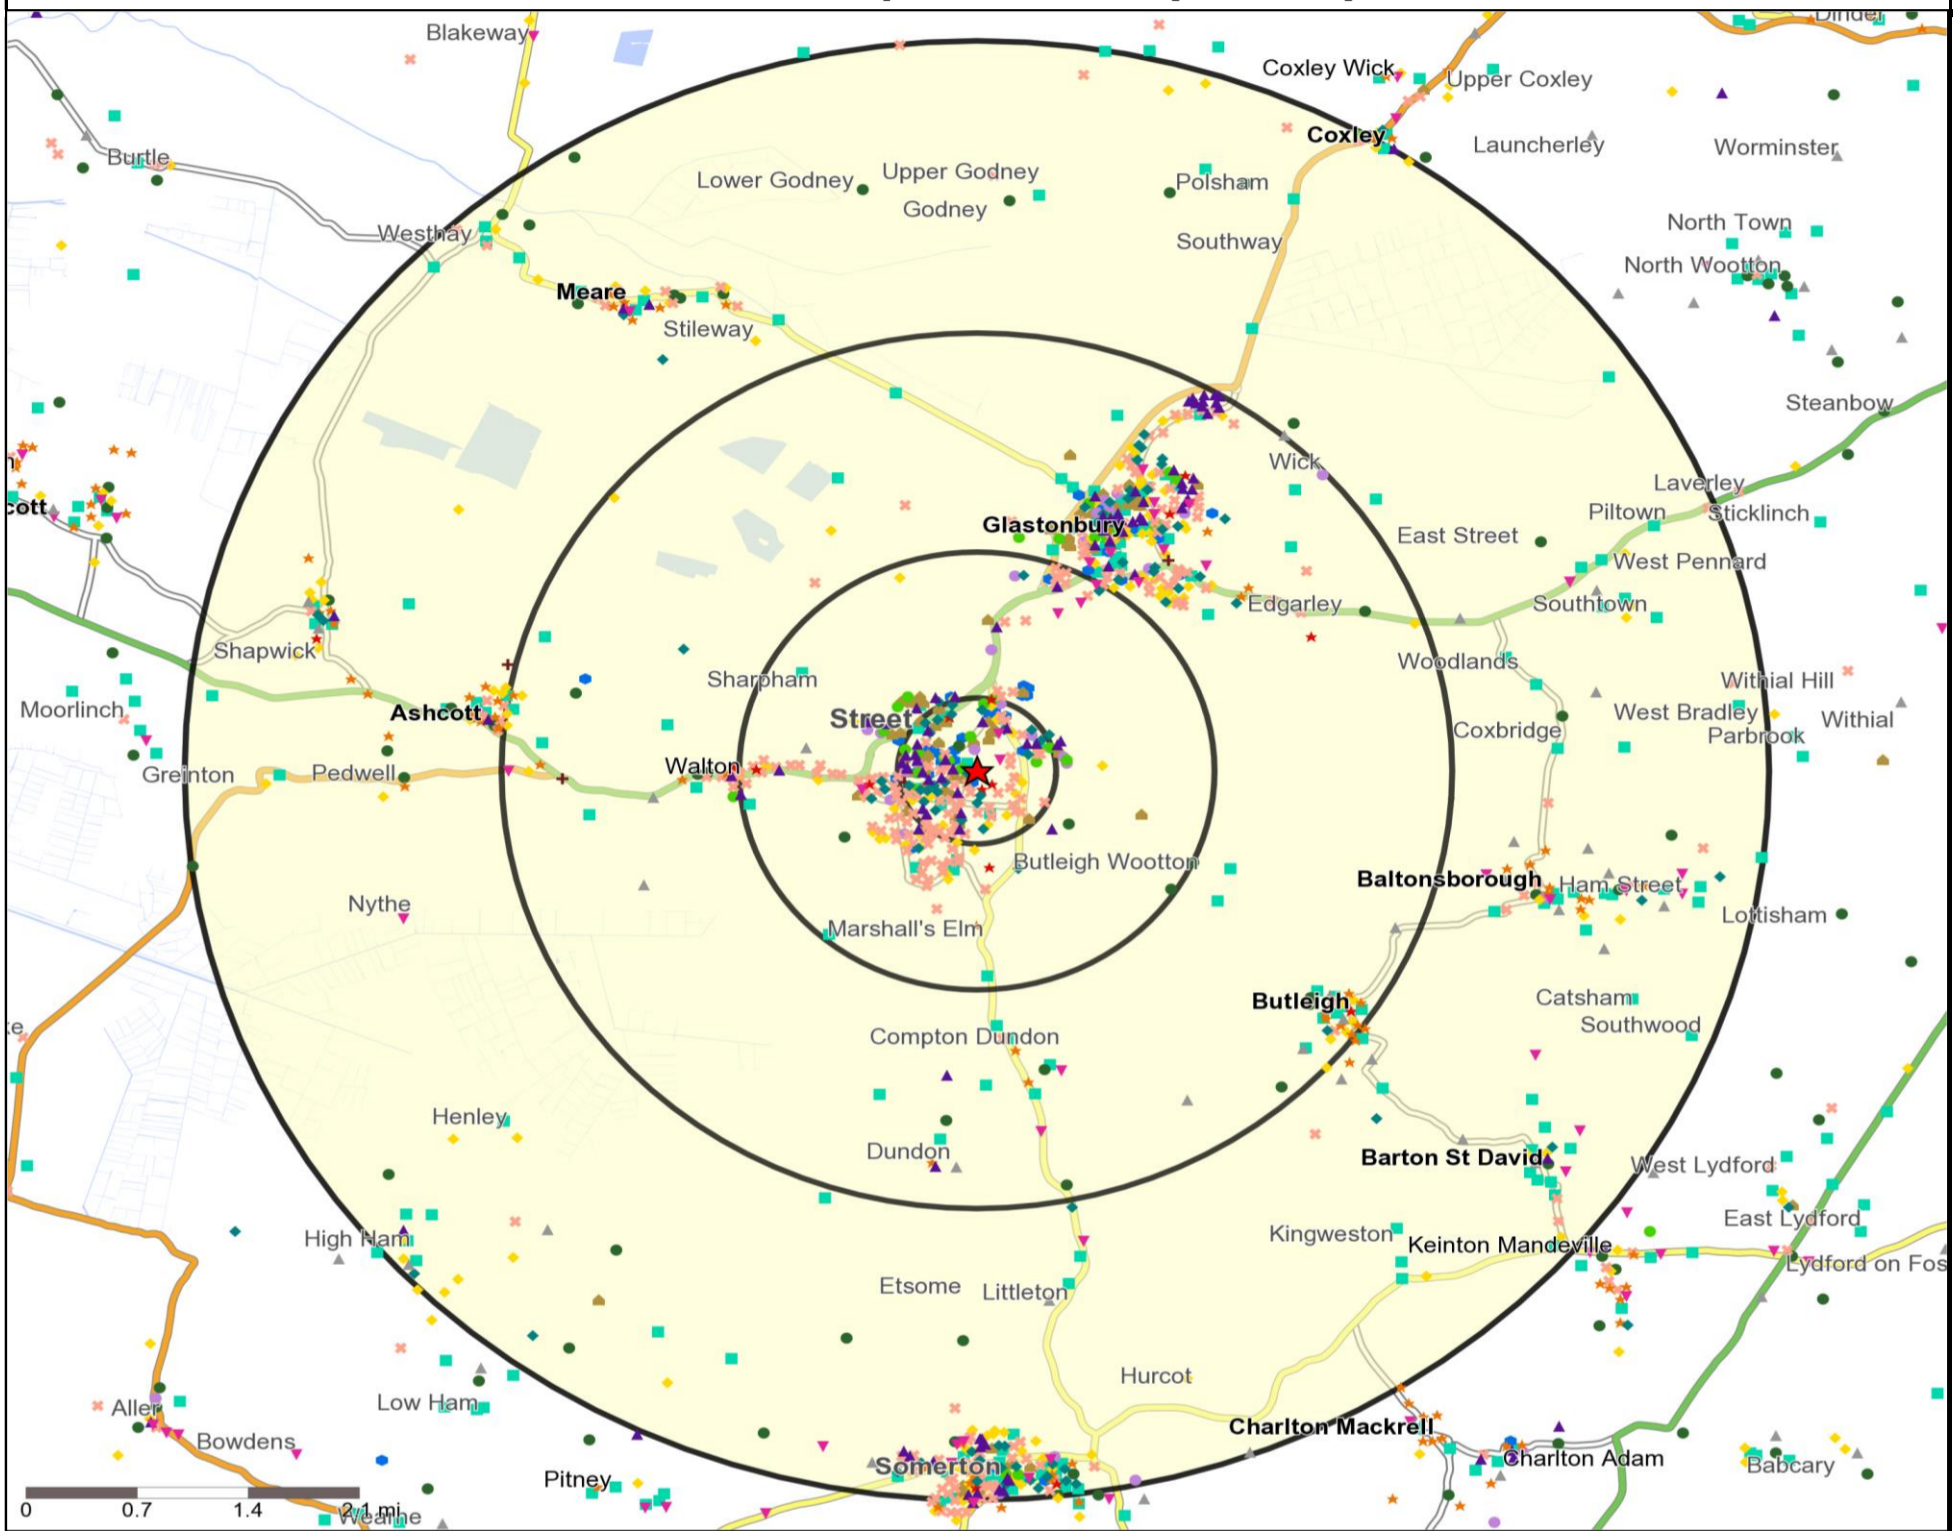 Blakeway
Dinder
Coxley Wick
Upper Coxley
Coxley
Launcherley
Worminster
Burtle
Lower Godney
Upper Godney
Polsham
Godney
North Town
Westhay
Southway
North Wootton
Meare
Stileway
Steanbow
Wick
Laverley
cott
Piltown
Sticklinch
Glastonbury
East Street
West Pennard
Edgarley
Southtown
Shapwick
Woodlands
Sharpham
Withial Hill
Moorlinch
Ashcott
Street
West Bradley
Withial
Coxbridge
Parbrook
Greinton
Pedwell
Walton
Butleigh Wootton
Baltonsborough
Ham Street
Nythe
Lottisham
Marshall's Elm
Butleigh
Catsham
Southwood
Compton Dundon
Henley
Dundon
Barton St David
West Lydford
East Lydford
High Ham
Kingweston
Keinton Mandeville
Lydford on Fos
Etsome
Littleton
Hurcot
Low Ham
Aller
Charlton Mackrell
Bowdens
Somerton
Charlton Adam
Babcary
Pitney
0 0.7 1.4 2.1 mi
Wearne